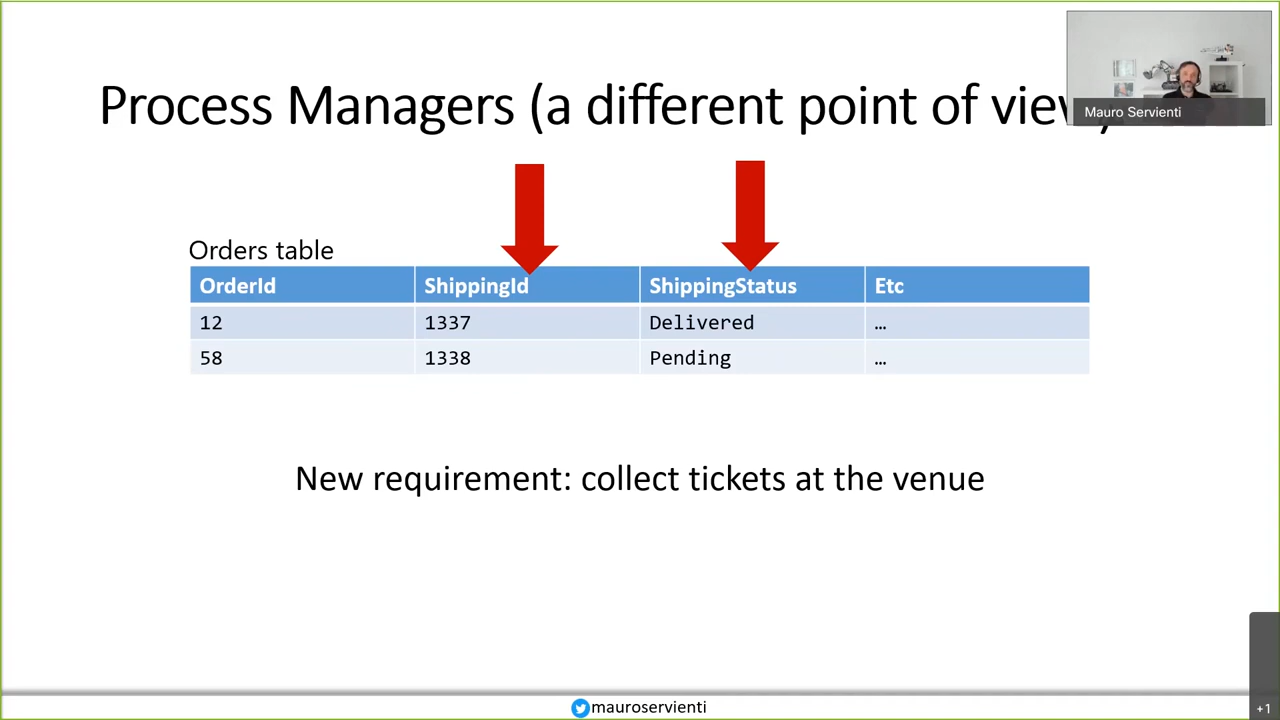 Process Managers (a different point of view)
Mauro Servienti
Orders table
OrderId ShippingId ShippingStatus Etc
12 1337 Delivered …
58 1338 Pending …
New requirement: collect tickets at the venue
mauroservienti
+1